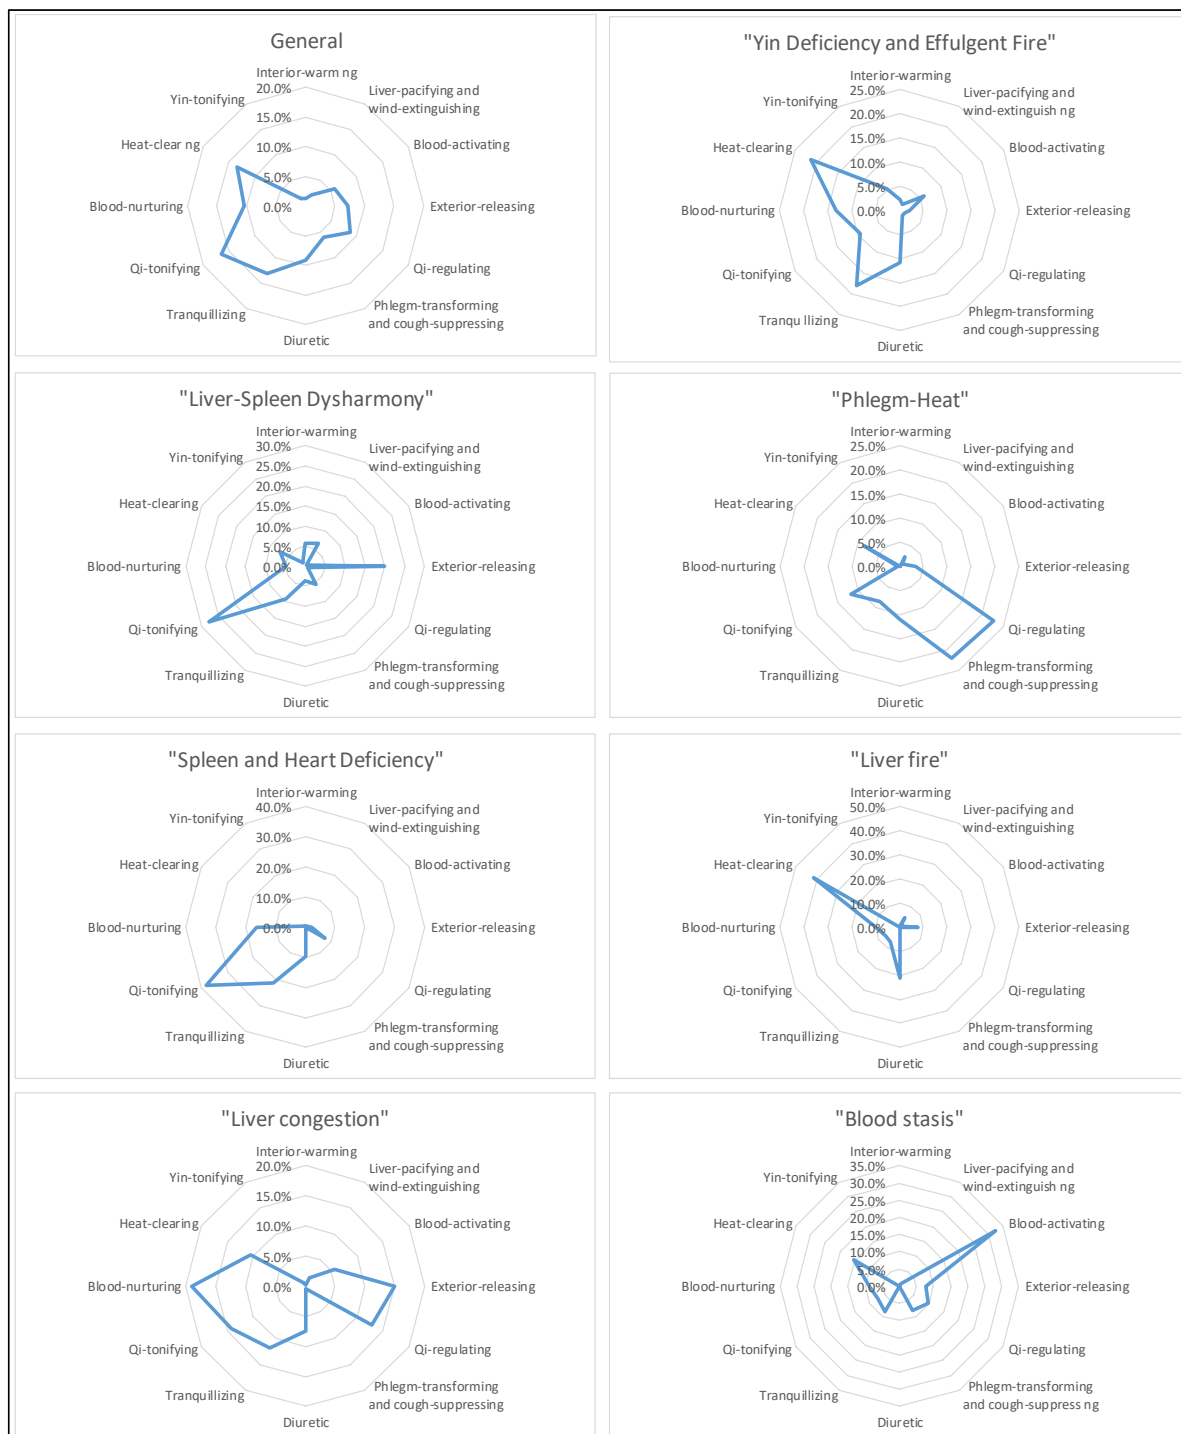 General
Interior-warm ng
20.0%
Liver-pacifying and
wind-extinguishing
Yin-tonifying
15.0%
Heat-clear ng
10.0%
Blood-activating
5.0%
Blood-nurturing
0.0%
Exterior-releasing
Qi-tonifying
Qi-regulating
Tranquillizing
Phlegm-transforming
and cough-suppressing
Diuretic
"Yin Deficiency and Effulgent Fire"
Interior-warming
25.0%
Liver-pacifying and
wind-extinguish ng
Yin-tonifying
20.0%
15.0%
Heat-clearing
Blood-activating
10.0%
5.0%
Blood-nurturing
0.0%
Exterior-releasing
Qi-tonifying
Qi-regulating
Tranqu llizing
Phlegm-transforming
and cough-suppressing
Diuretic
"Liver-Spleen Dysharmony"
Interior-warming
30.0%
Liver-pacifying and
wind-extinguishing
Yin-tonifying
25.0%
20.0%
Heat-clearing
15.0%
Blood-activating
10.0%
5.0%
Blood-nurturing
0.0%
Exterior-releasing
Qi-tonifying
Qi-regulating
Tranquillizing
Phlegm-transforming
and cough-suppressing
Diuretic
"Phlegm-Heat"
Interior-warming
25.0%
Liver-pacifying and
wind-extinguishing
Yin-tonifying
20.0%
15.0%
Heat-clearing
Blood-activating
10.0%
5.0%
Blood-nurturing
0.0%
Exterior-releasing
Qi-tonifying
Qi-regulating
Tranquillizing
Phlegm-transforming
and cough-suppressing
Diuretic
"Spleen and Heart Deficiency"
Interior-warming
40.0%
Liver-pacifying and
wind-extinguishing
Yin-tonifying
30.0%
Heat-clearing
20.0%
Blood-activating
10.0%
Blood-nurturing
0.0%
Exterior-releasing
Qi-tonifying
Qi-regulating
Tranquillizing
Phlegm-transforming
and cough-suppressing
Diuretic
"Liver fire"
Interior-warming
50.0%
Liver-pacifying and
wind-extinguishing
Yin-tonifying
40.0%
30.0%
Heat-clearing
Blood-activating
20.0%
10.0%
Blood-nurturing
0.0%
Exterior-releasing
Qi-tonifying
Qi-regulating
Tranquillizing
Phlegm-transforming
and cough-suppressing
Diuretic
"Liver congestion"
Interior-warming
20.0%
Liver-pacifying and
wind-extinguishing
Yin-tonifying
15.0%
Heat-clearing
10.0%
Blood-activating
5.0%
Blood-nurturing
0.0%
Exterior-releasing
Qi-tonifying
Qi-regulating
Tranquillizing
Phlegm-transforming
and cough-suppressing
Diuretic
"Blood stasis"
Interior-warming
35.0%
Liver-pacifying and
wind-extinguish ng
Yin-tonifying
30.0%
25.0%
20.0%
Heat-clearing
Blood-activating
15.0%
10.0%
5.0%
Blood-nurturing
0.0%
Exterior-releasing
Qi-tonifying
Qi-regulating
Tranquillizing
Phlegm-transforming
and cough-suppress ng
Diuretic